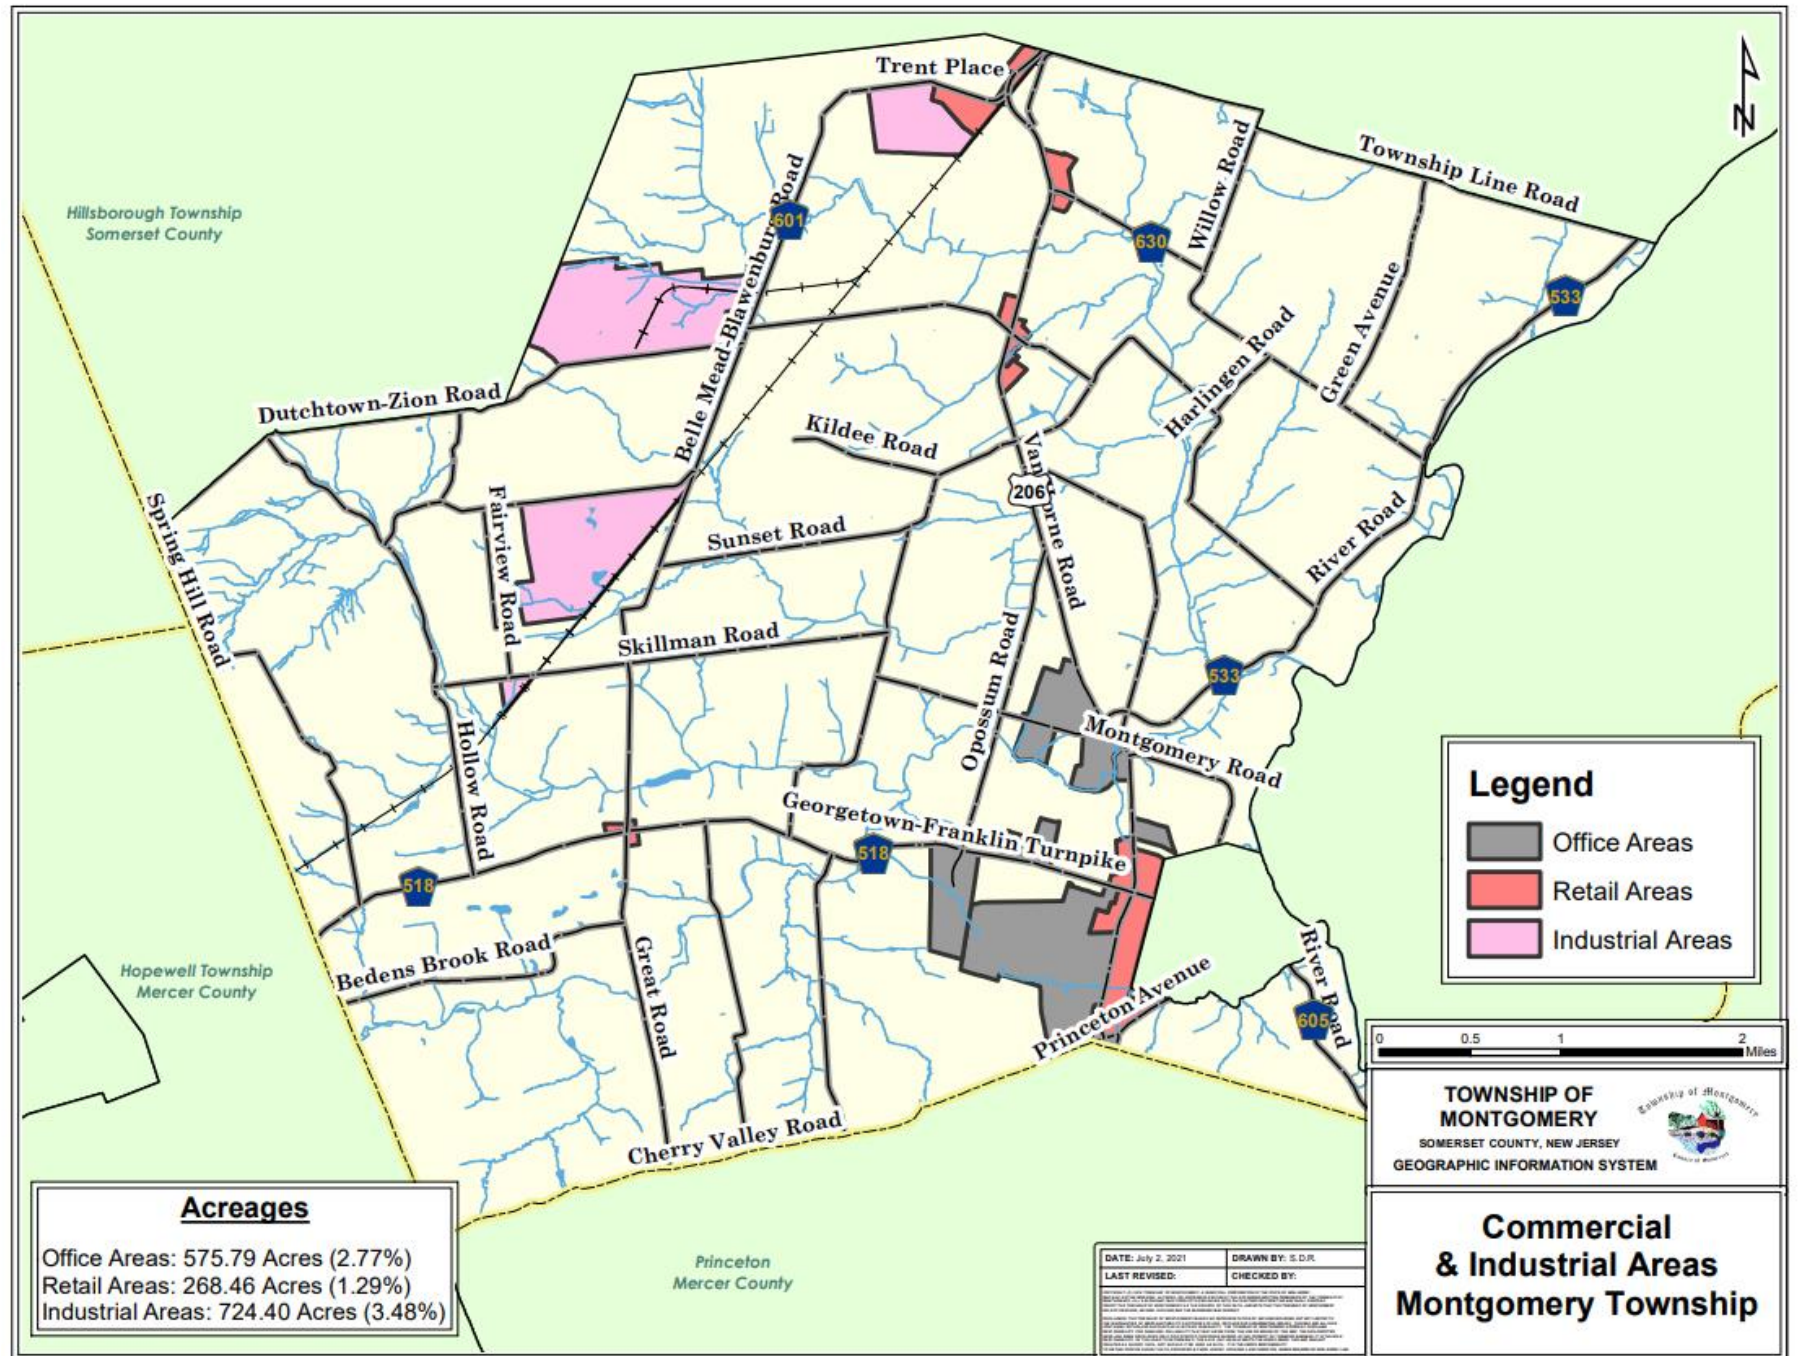 Trent Place
N
Willow Road
Township Line Road
Hillsborough Township
Somerset County
601
630
Belle Mead-Blawenburg Road
533
Green Avenue
Harlingen Road
Dutchtown-Zion Road
Kildee Road
206
Spring Hill Road
Fairview Road
Sunset Road
River Road
Skillman Road
Opossum Road
533
Hollow Road
Montgomery Road
Georgetown-Franklin Turnpike
518
518
Bedens Brook Road
Great Road
Hopewell Township
Mercer County
River Road
Princeton Avenue
605
Cherry Valley Road
Princeton
Mercer County
Legend
Office Areas
Retail Areas
Industrial Areas
0 0.5 1 2
Miles
TOWNSHIP OF
MONTGOMERY
SOMERSET COUNTY, NEW JERSEY
GEOGRAPHIC INFORMATION SYSTEM
Township of Montgomery
Commercial
& Industrial Areas
Montgomery Township
Acreages
Office Areas: 575.79 Acres (2.77%)
Retail Areas: 268.46 Acres (1.29%)
Industrial Areas: 724.40 Acres (3.48%)
DATE: July 2, 2021 DRAWN BY: S.D.R.
LAST REVISED: CHECKED BY: